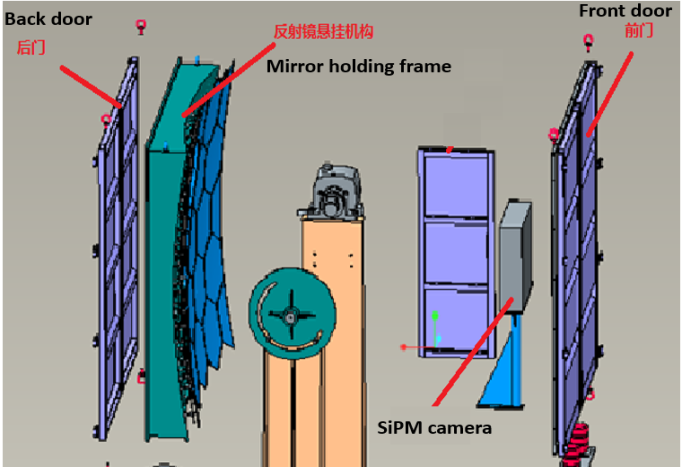 Back door
后门
反射镜悬挂机构
Mirror holding frame
Front door
前门
SiPM camera